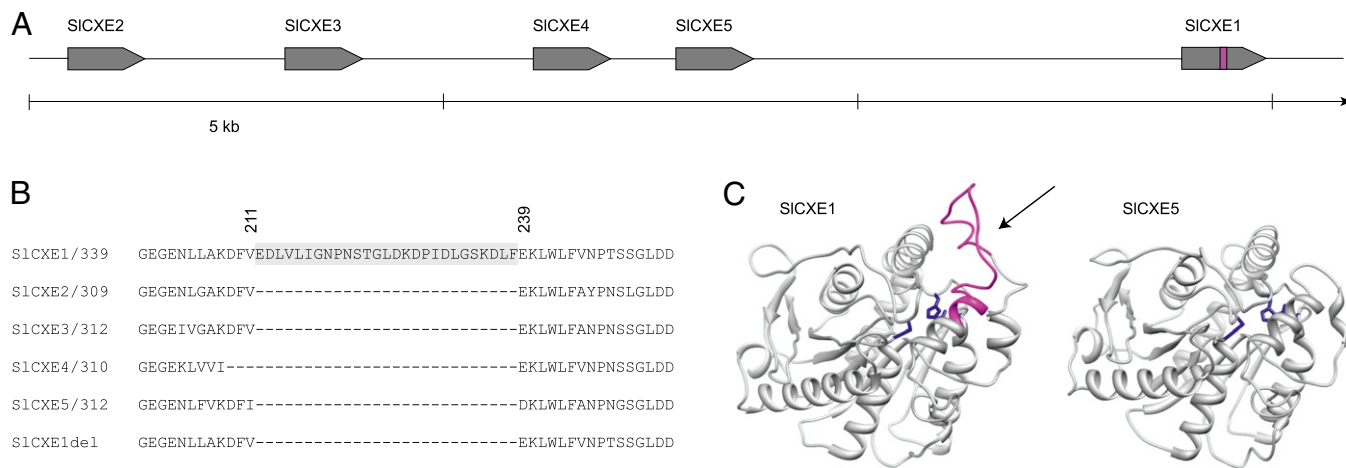 A
SlCXE2 SlCXE3 SlCXE4 SlCXE5 SlCXE1
5 kb
B
211 239
SlCXE1/339 GEGENLLAKDFVEDLVLIGNPNSTGLDKDPIDLGSKDLFEKLWLFVNPTSSGLDD
SlCXE2/309 GEGENLGAKDFV---------------------------EKLWLFAYPNSLGLDD
SlCXE3/312 GEGEIVGAKDFV---------------------------EKLWLFANPNSSGLDD
SlCXE4/310 GEGEKLVVI------------------------------EKLWLFVNPNSSGLDD
SlCXE5/312 GEGENLFVKDFI---------------------------DKLWLFANPNGSGLDD
SlCXE1del GEGENLLAKDFV---------------------------EKLWLFVNPTSSGLDD
C
SlCXE1 SlCXE5